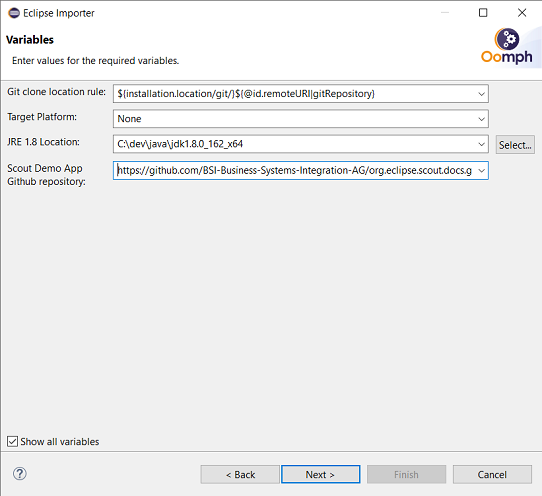 Eclipse Importer
Variables
Enter values for the required variables.
Oomph
Git clone location rule: ${installation.location/git/}${@id.remoteURI|gitRepository}
Target Platform: None
JRE 1.8 Location: C:\dev\java\jdk1.8.0_162_x64 Select...
Scout Demo App https://github.com/BSI-Business-Systems-Integration-AG/org.eclipse.scout.docs.g
Github repository:
Show all variables
? < Back Next > Finish Cancel